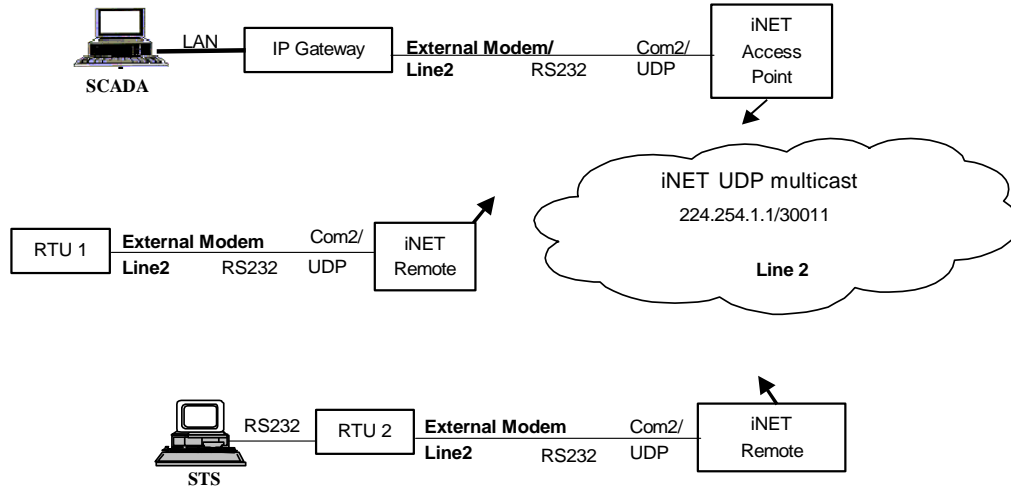 LAN
IP Gateway
External Modem/
Line2 RS232
Com2/
UDP
iNET
Access
Point
SCADA
iNET UDP multicast
224.254.1.1/30011
Line 2
RTU 1
External Modem
Line2 RS232
Com2/
UDP
iNET
Remote
RS232
RTU 2
External Modem
Line2 RS232
Com2/
UDP
iNET
Remote
STS